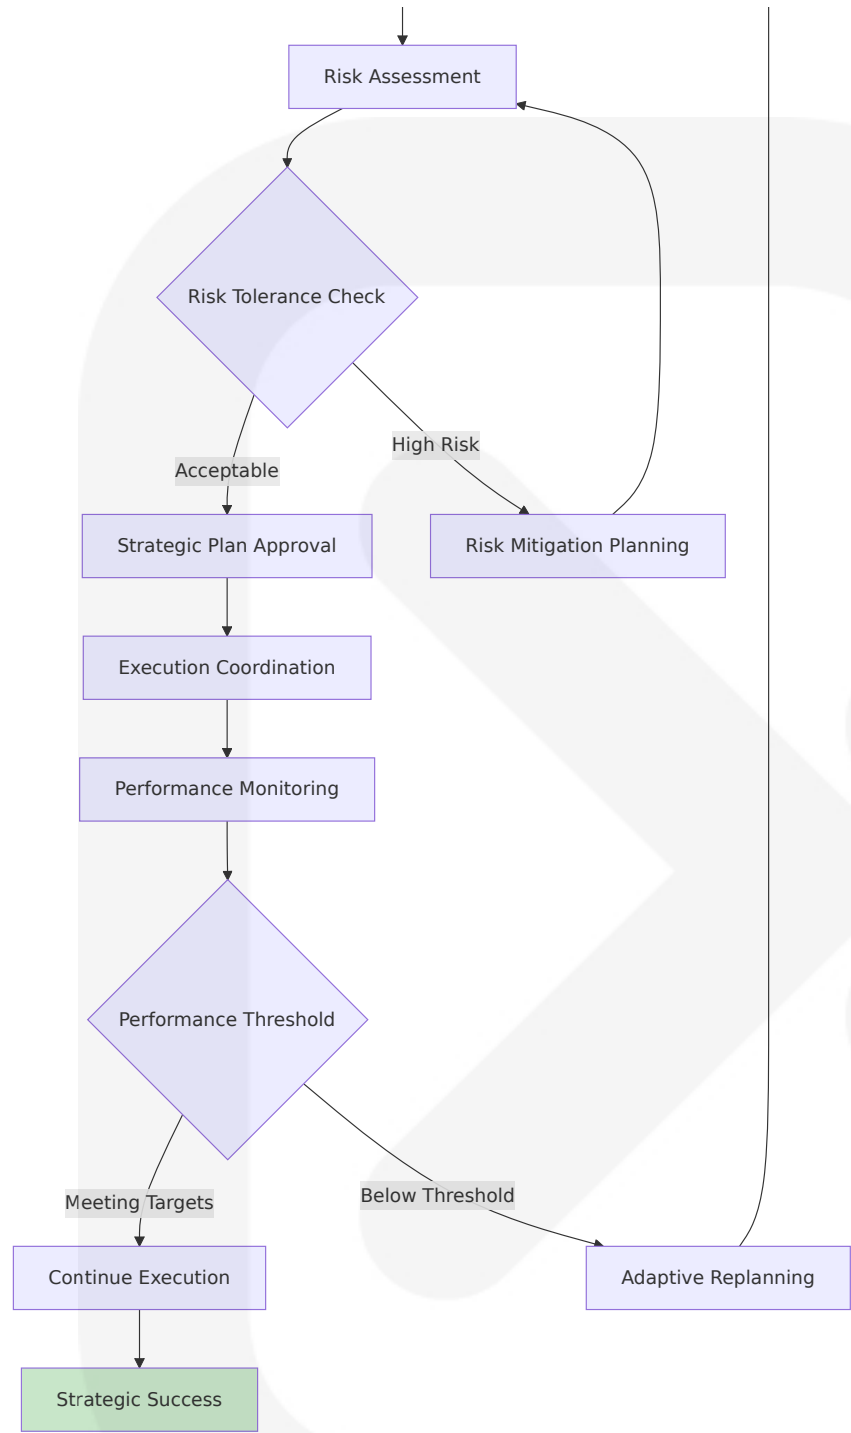 Risk Assessment
Risk Tolerance Check
High Risk
Acceptable
Strategic Plan Approval
Risk Mitigation Planning
Execution Coordination
Performance Monitoring
Performance Threshold
Below Threshold
Meeting Targets
Continue Execution
Adaptive Replanning
Strategic Success